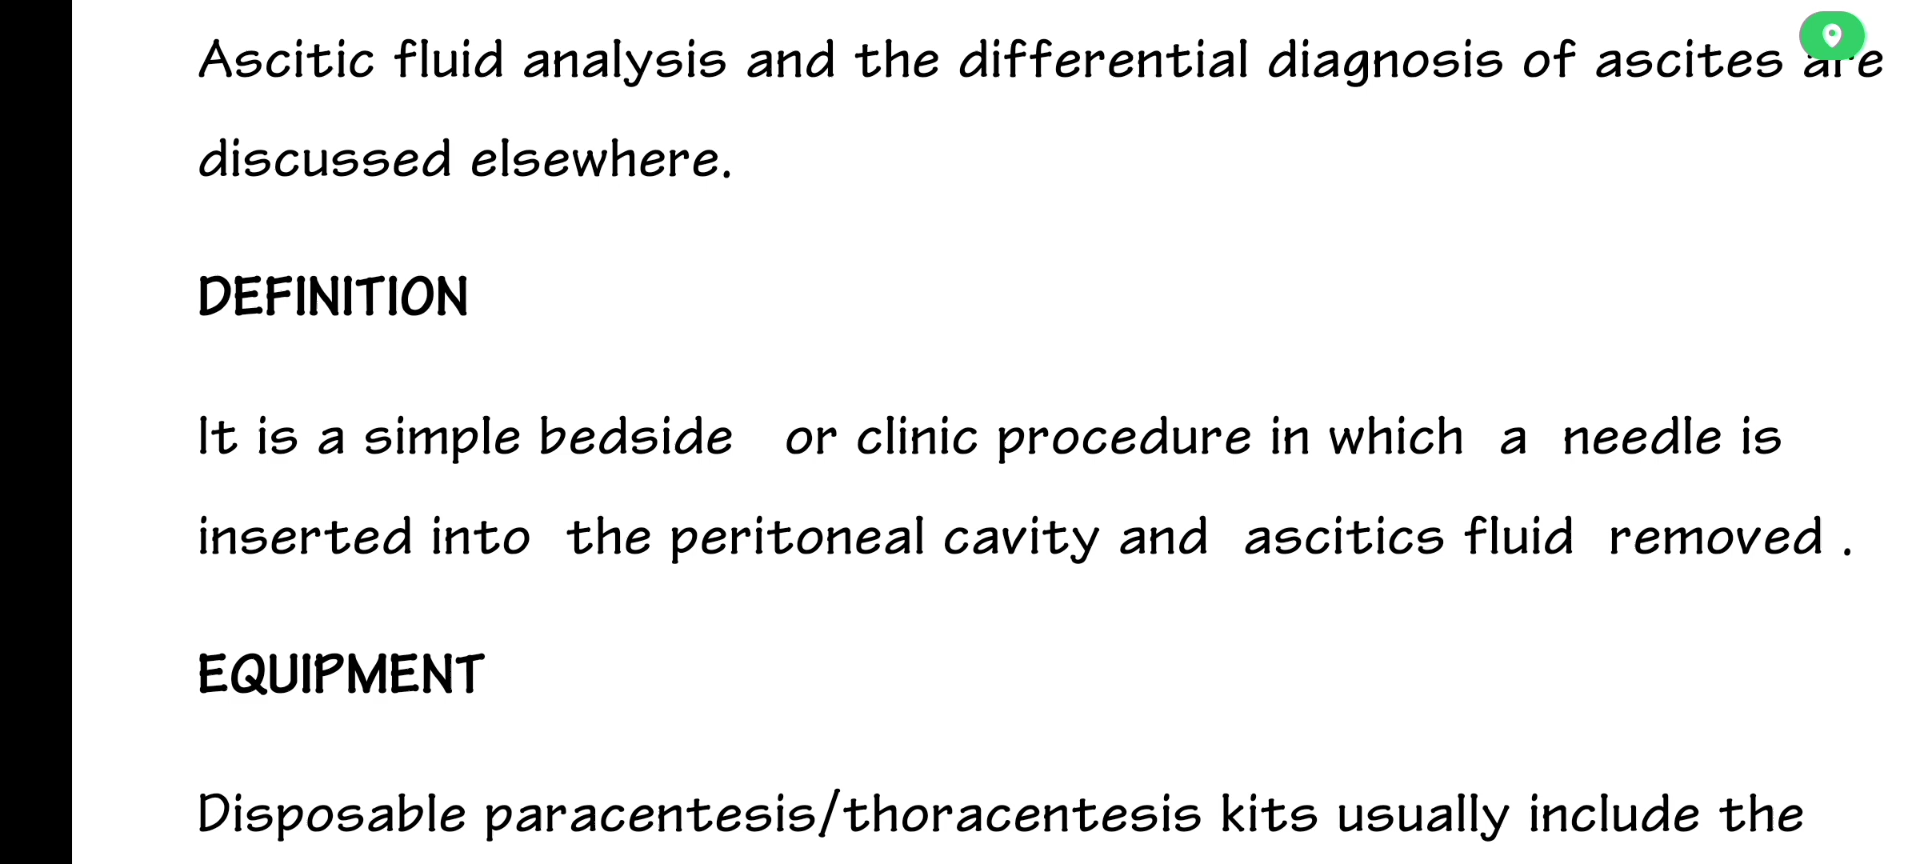 Ascitic fluid analysis and the differential diagnosis of ascites are
discussed elsewhere.
DEFINITION
It is a simple bedside or clinic procedure in which a needle is
inserted into the peritoneal cavity and ascitics fluid removed .
EQUIPMENT
Disposable paracentesis/thoracentesis kits usually include the